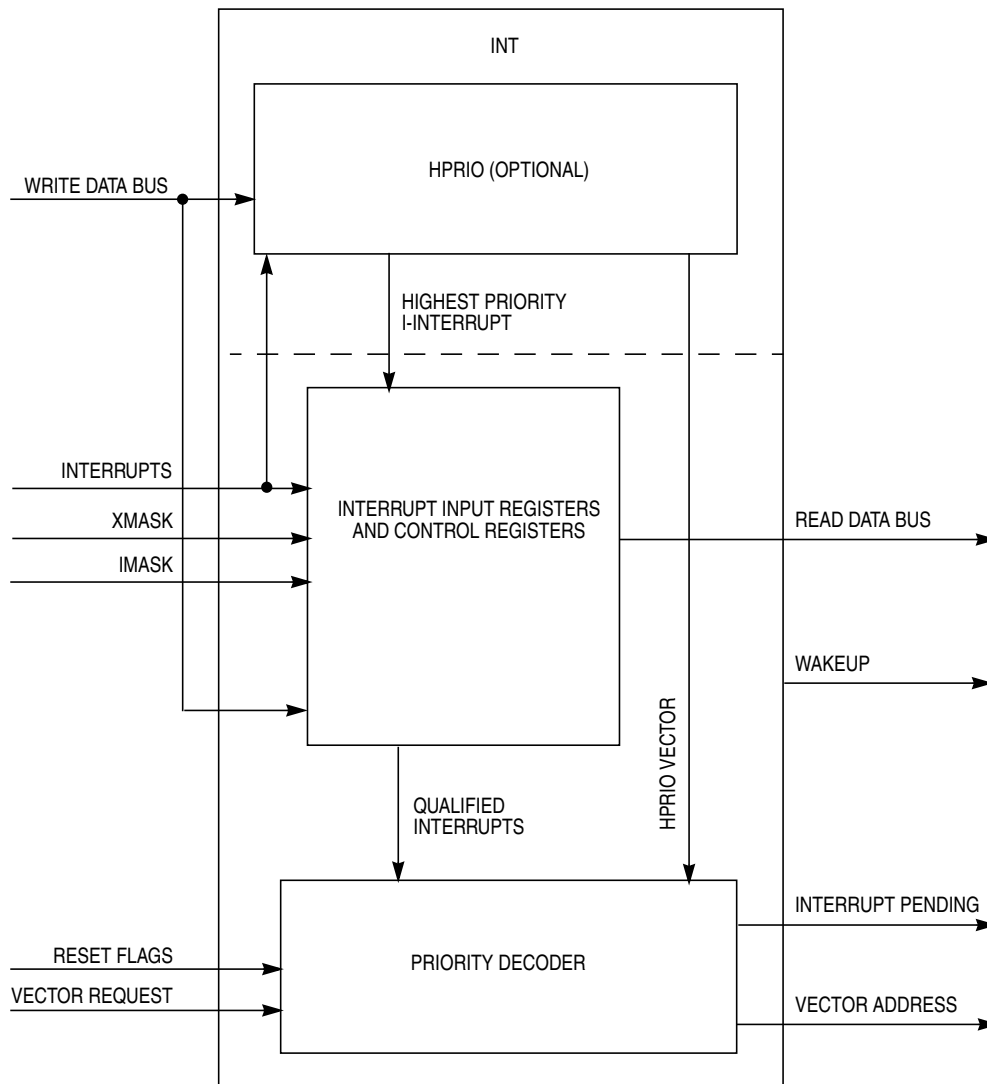 INT
HPRIO (OPTIONAL)
WRITE DATA BUS
HIGHEST PRIORITY
I-INTERRUPT
INTERRUPTS
XMASK
IMASK
INTERRUPT INPUT REGISTERS
AND CONTROL REGISTERS
READ DATA BUS
WAKEUP
HPRIO VECTOR
QUALIFIED
INTERRUPTS
INTERRUPT PENDING
RESET FLAGS
PRIORITY DECODER
VECTOR REQUEST
VECTOR ADDRESS